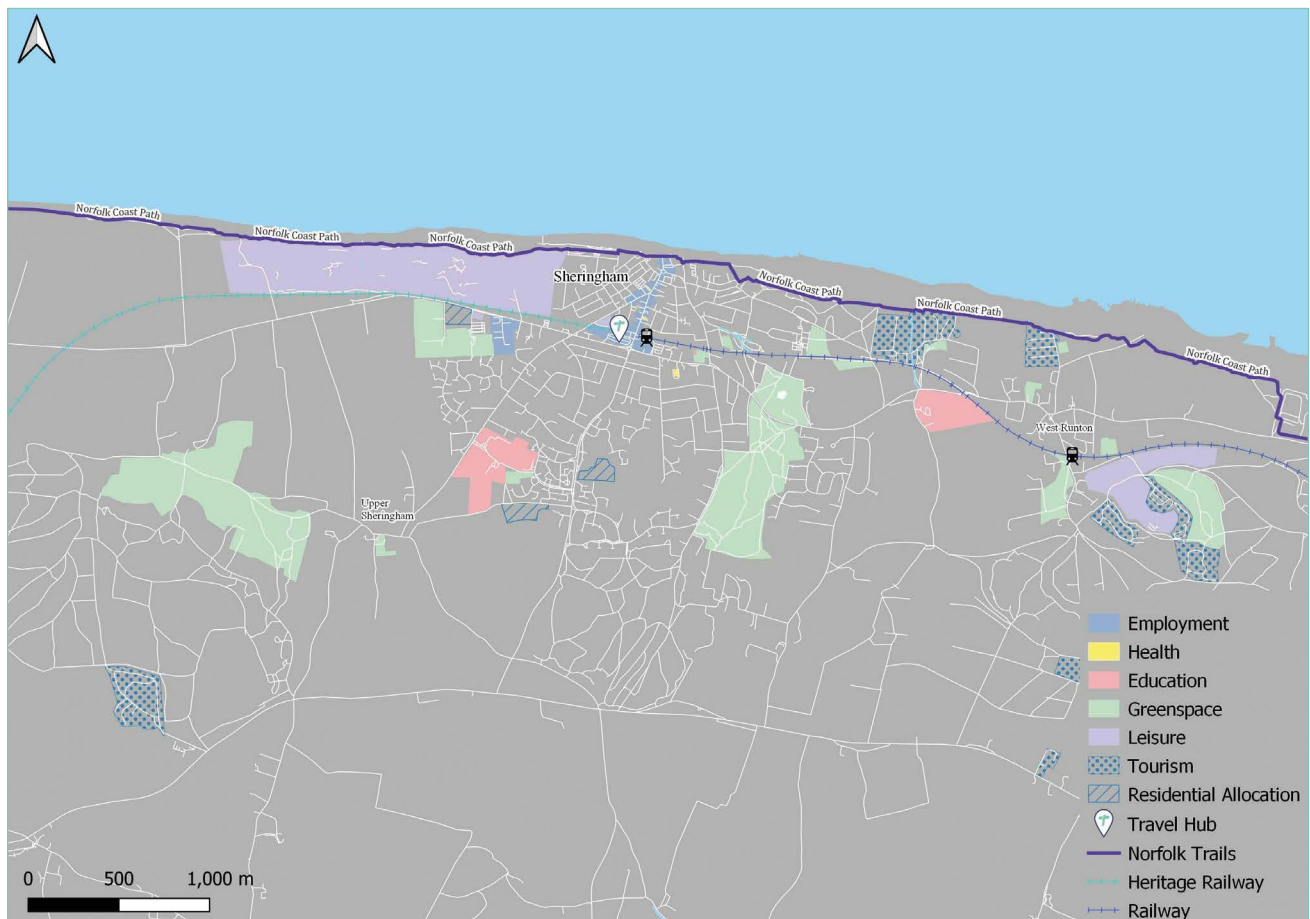 Norfolk Coast Path
Norfolk Coast Path
Norfolk Coast Path
Sheringham
Norfolk Coast Path
Norfolk Coast Path
Norfolk Coast Path
West Runton
Upper
Sheringham
Employment
Health
Education
Greenspace
Leisure
Tourism
Residential Allocation
Travel Hub
Norfolk Trails
Heritage Railway
Railway
0 500 1,000 m